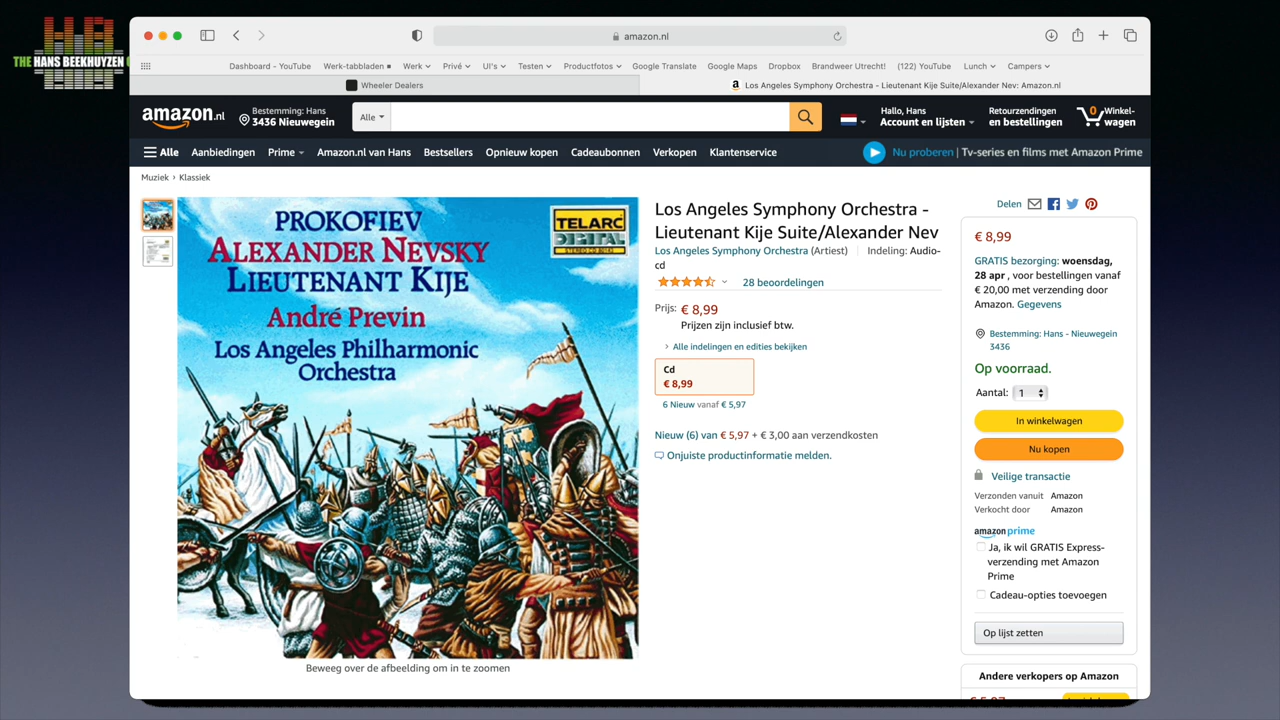 THE HANS BEEKHUYZEN
amazon.nl
Dashboard - YouTube Werk-tabbladen Werk Privé UI's Testen Productfotos Google Translate Google Maps Dropbox Brandweer Utrecht! (122) YouTube Lunch Campers
Wheeler Dealers
Los Angeles Symphony Orchestra - Lieutenant Kije Suite/Alexander Nev: Amazon.nl
amazon.nl
Bestemming: Hans
3436 Nieuwegein
Alle
Hallo, Hans
Account en lijsten
Retourzendingen
en bestellingen
0
Winkel-
wagen
Alle Aanbiedingen Prime Amazon.nl van Hans Bestsellers Opnieuw kopen Cadeaubonnen Verkopen Klantenservice
Nu proberen | Tv-series en films met Amazon Prime
Muziek › Klassiek
PROKOFIEV
ALEXANDER NEVSKY
LIEUTENANT KIJE
André Previn
Los Angeles Philharmonic
Orchestra
TELARC
DIGITAL
Beweeg over de afbeelding om in te zoomen
Los Angeles Symphony Orchestra -
Lieutenant Kije Suite/Alexander Nev
Los Angeles Symphony Orchestra (Artiest) Indeling: Audio-
cd
28 beoordelingen
Prijs: € 8,99
Prijzen zijn inclusief btw.
› Alle indelingen en edities bekijken
Cd
€ 8,99
6 Nieuw vanaf € 5,97
Nieuw (6) van € 5,97 + € 3,00 aan verzendkosten
Onjuiste productinformatie melden.
Delen
€ 8,99
GRATIS bezorging: woensdag,
28 apr , voor bestellingen vanaf
€ 20,00 met verzending door
Amazon. Gegevens
Bestemming: Hans - Nieuwegein
3436
Op voorraad.
Aantal: 1
In winkelwagen
Nu kopen
Veilige transactie
Verzonden vanuit Amazon
Verkocht door Amazon
amazon prime
Ja, ik wil GRATIS Express-
verzending met Amazon
Prime
Cadeau-opties toevoegen
Op lijst zetten
Andere verkopers op Amazon